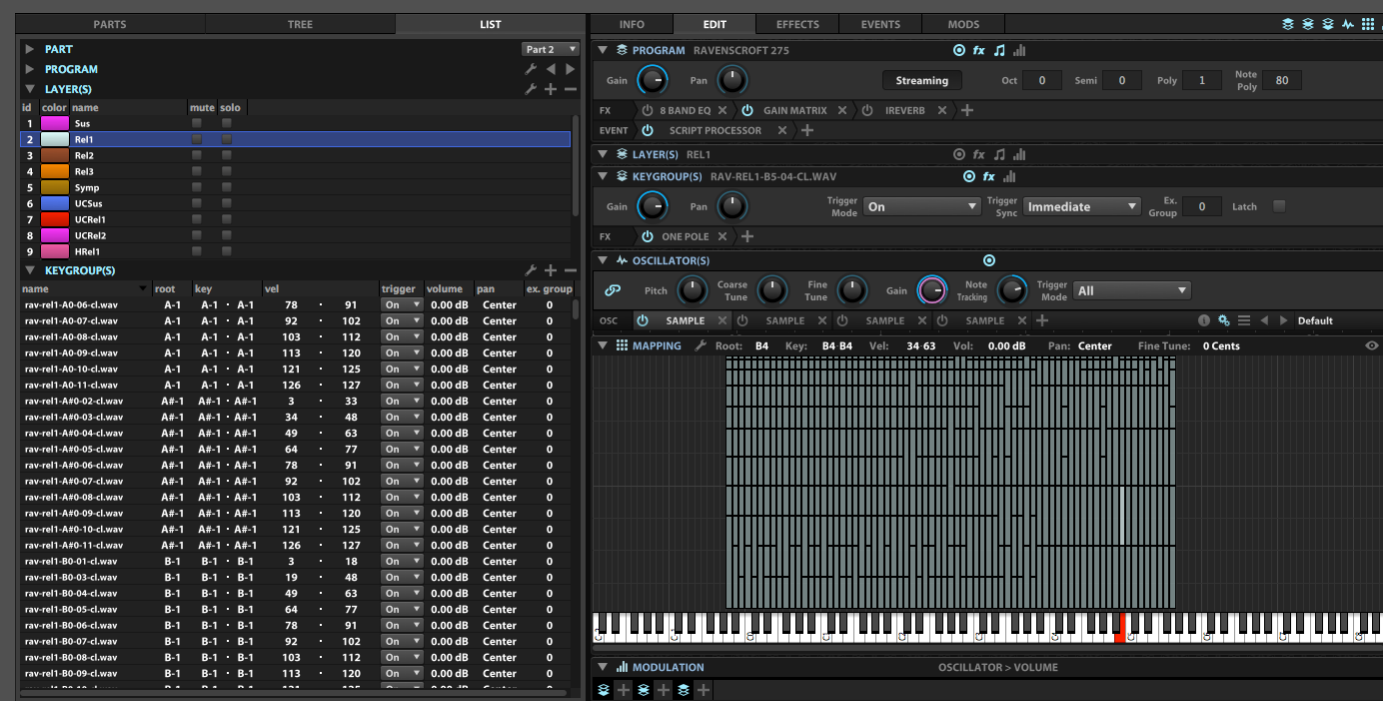 PARTS TREE LIST
PART Part 2
PROGRAM
LAYER(S)
id color name mute solo
1 Sus
2 Rel1
3 Rel2
4 Rel3
5 Symp
6 UCSus
7 UCRel1
8 UCRel2
9 HRel1
KEYGROUP(S)
name root key vel trigger volume pan ex. group
rav-rel1-A0-06-cl.wav A-1 A-1 · A-1 78 · 91 On 0.00 dB Center 0
rav-rel1-A0-07-cl.wav A-1 A-1 · A-1 92 · 102 On 0.00 dB Center 0
rav-rel1-A0-08-cl.wav A-1 A-1 · A-1 103 · 112 On 0.00 dB Center 0
rav-rel1-A0-09-cl.wav A-1 A-1 · A-1 113 · 120 On 0.00 dB Center 0
rav-rel1-A0-10-cl.wav A-1 A-1 · A-1 121 · 125 On 0.00 dB Center 0
rav-rel1-A0-11-cl.wav A-1 A-1 · A-1 126 · 127 On 0.00 dB Center 0
rav-rel1-A#0-02-cl.wav A#-1 A#-1 · A#-1 3 · 33 On 0.00 dB Center 0
rav-rel1-A#0-03-cl.wav A#-1 A#-1 · A#-1 34 · 48 On 0.00 dB Center 0
rav-rel1-A#0-04-cl.wav A#-1 A#-1 · A#-1 49 · 63 On 0.00 dB Center 0
rav-rel1-A#0-05-cl.wav A#-1 A#-1 · A#-1 64 · 77 On 0.00 dB Center 0
rav-rel1-A#0-06-cl.wav A#-1 A#-1 · A#-1 78 · 91 On 0.00 dB Center 0
rav-rel1-A#0-07-cl.wav A#-1 A#-1 · A#-1 92 · 102 On 0.00 dB Center 0
rav-rel1-A#0-08-cl.wav A#-1 A#-1 · A#-1 103 · 112 On 0.00 dB Center 0
rav-rel1-A#0-09-cl.wav A#-1 A#-1 · A#-1 113 · 120 On 0.00 dB Center 0
rav-rel1-A#0-10-cl.wav A#-1 A#-1 · A#-1 121 · 125 On 0.00 dB Center 0
rav-rel1-A#0-11-cl.wav A#-1 A#-1 · A#-1 126 · 127 On 0.00 dB Center 0
rav-rel1-B0-01-cl.wav B-1 B-1 · B-1 3 · 18 On 0.00 dB Center 0
rav-rel1-B0-03-cl.wav B-1 B-1 · B-1 19 · 48 On 0.00 dB Center 0
rav-rel1-B0-04-cl.wav B-1 B-1 · B-1 49 · 63 On 0.00 dB Center 0
rav-rel1-B0-05-cl.wav B-1 B-1 · B-1 64 · 77 On 0.00 dB Center 0
rav-rel1-B0-06-cl.wav B-1 B-1 · B-1 78 · 91 On 0.00 dB Center 0
rav-rel1-B0-07-cl.wav B-1 B-1 · B-1 92 · 102 On 0.00 dB Center 0
rav-rel1-B0-08-cl.wav B-1 B-1 · B-1 103 · 112 On 0.00 dB Center 0
rav-rel1-B0-09-cl.wav B-1 B-1 · B-1 113 · 120 On 0.00 dB Center 0
INFO EDIT EFFECTS EVENTS MODS
PROGRAM RAVENSCROFT 275 fx
Gain Pan Streaming Oct 0 Semi 0 Poly 1 Note Poly 80
FX 8 BAND EQ GAIN MATRIX IREVERB
EVENT SCRIPT PROCESSOR
LAYER(S) REL1 fx
KEYGROUP(S) RAV-REL1-B5-04-CL.WAV fx
Gain Pan Trigger Mode On Trigger Sync Immediate Ex. Group 0 Latch
FX ONE POLE
OSCILLATOR(S)
Pitch Coarse Tune Fine Tune Gain Note Tracking Trigger Mode All
OSC SAMPLE SAMPLE SAMPLE SAMPLE Default
MAPPING Root: B4 Key: B4·B4 Vel: 34·63 Vol: 0.00 dB Pan: Center Fine Tune: 0 Cents
MODULATION OSCILLATOR > VOLUME